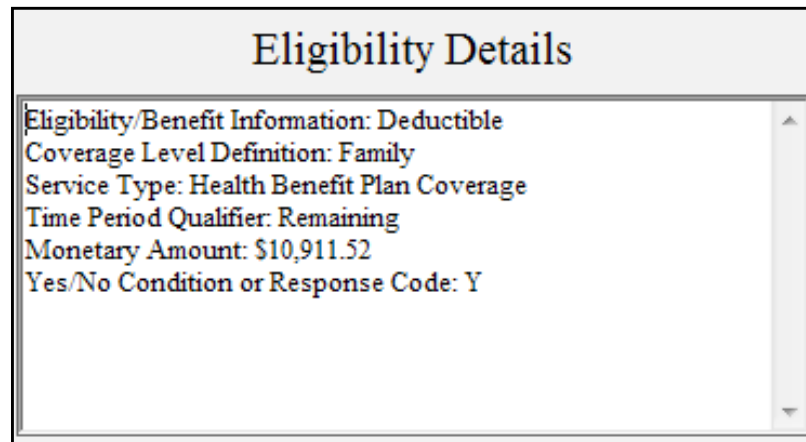 Eligibility Details
Eligibility/Benefit Information: Deductible
Coverage Level Definition: Family
Service Type: Health Benefit Plan Coverage
Time Period Qualifier: Remaining
Monetary Amount: $10,911.52
Yes/No Condition or Response Code: Y